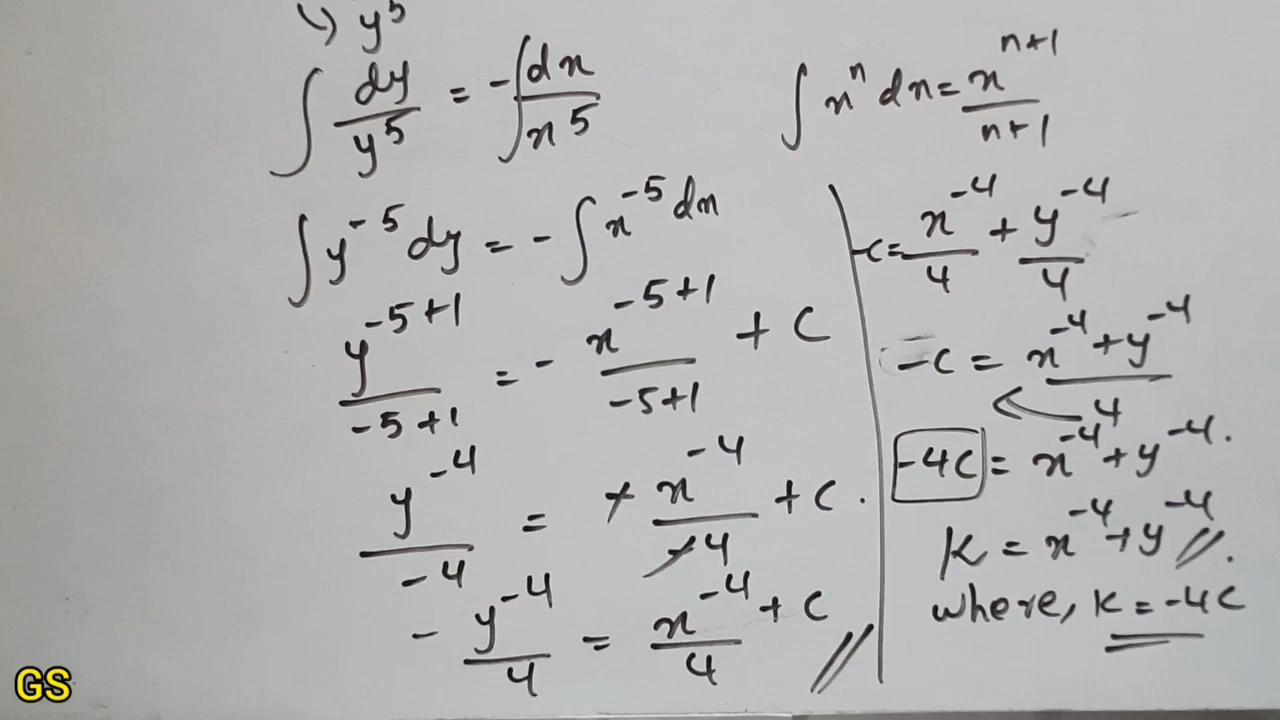 ↳ y⁵
∫ dy/y⁵ = -∫ dx/x⁵
∫ y⁻⁵ dy = - ∫ x⁻⁵ dx
y⁻⁵⁺¹/-5+1 = - x⁻⁵⁺¹/-5+1 + C
y⁻⁴/-4 = ≁ x⁻⁴/-4 + C.
- y⁻⁴/4 = x⁻⁴/4 + C //
∫ xⁿ dx = xⁿ⁺¹/n+1
-C = x⁻⁴/4 + y⁻⁴/4
-C = x⁻⁴+y⁻⁴/4
-4C = x⁻⁴+y⁻⁴.
K = x⁻⁴+y⁻⁴ //.
where, K = -4C
GS